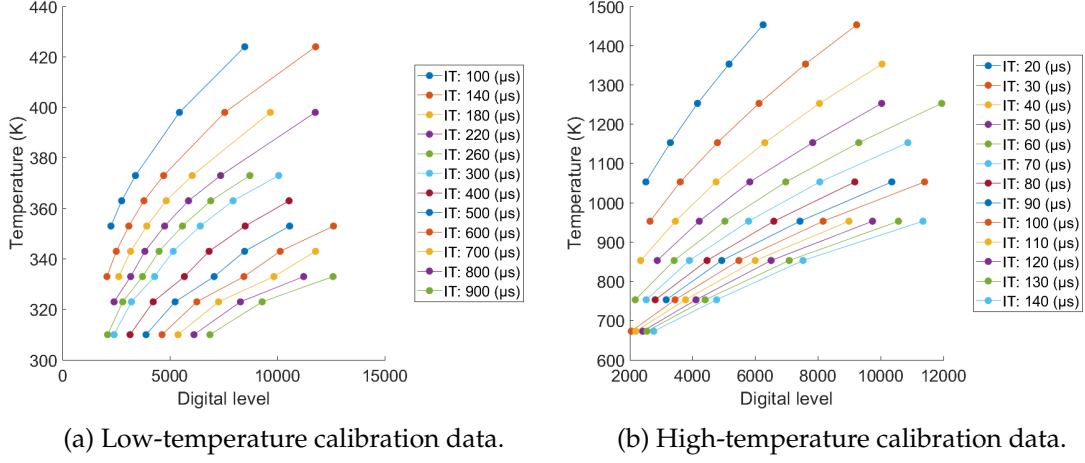 440
420
400
380
360
340
320
300
Temperature (K)
0
5000
10000
15000
Digital level
IT: 100 (μs)
IT: 140 (μs)
IT: 180 (μs)
IT: 220 (μs)
IT: 260 (μs)
IT: 300 (μs)
IT: 400 (μs)
IT: 500 (μs)
IT: 600 (μs)
IT: 700 (μs)
IT: 800 (μs)
IT: 900 (μs)
(a) Low-temperature calibration data.
1500
1400
1300
1200
1100
1000
900
800
700
600
Temperature (K)
2000
4000
6000
8000
10000
12000
Digital level
IT: 20 (μs)
IT: 30 (μs)
IT: 40 (μs)
IT: 50 (μs)
IT: 60 (μs)
IT: 70 (μs)
IT: 80 (μs)
IT: 90 (μs)
IT: 100 (μs)
IT: 110 (μs)
IT: 120 (μs)
IT: 130 (μs)
IT: 140 (μs)
(b) High-temperature calibration data.